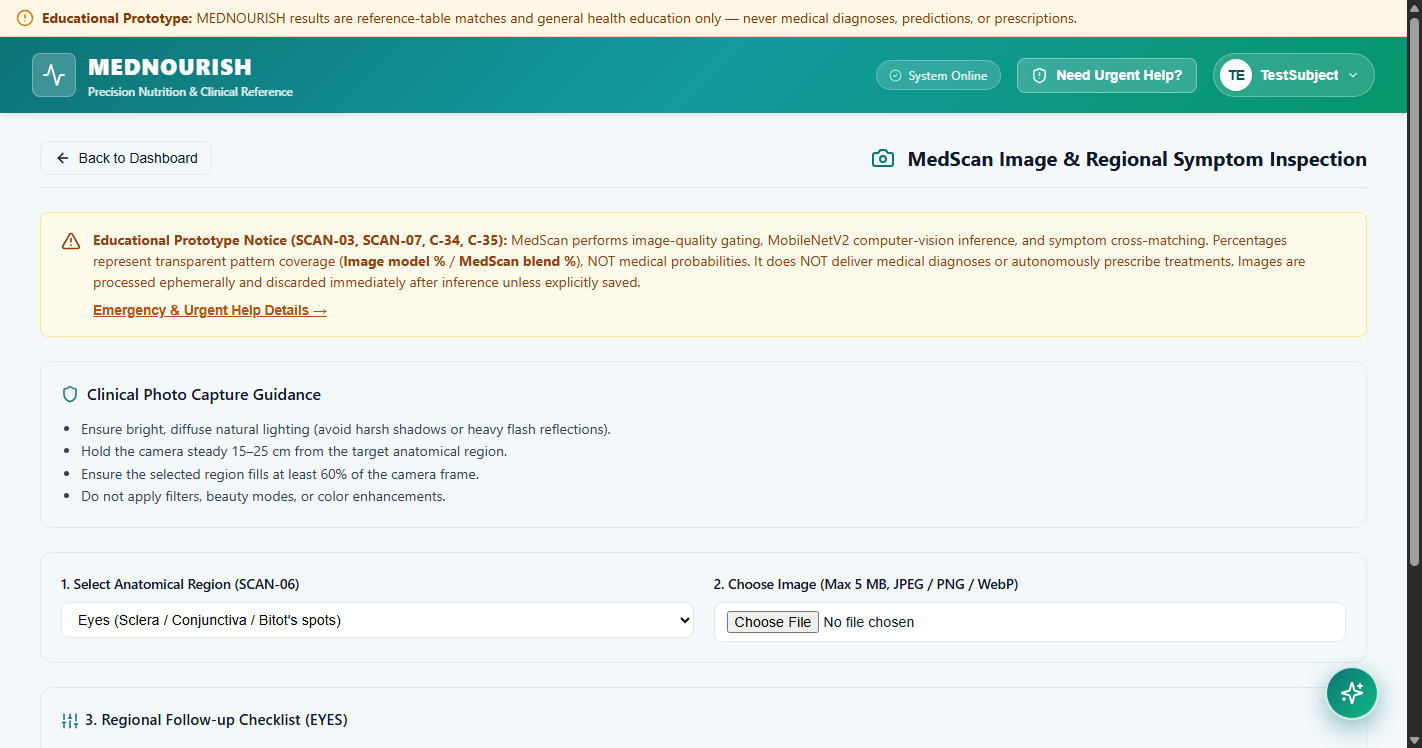 Educational Prototype: MEDNOURISH results are reference-table matches and general health education only — never medical diagnoses, predictions, or prescriptions.
MEDNOURISH
Precision Nutrition & Clinical Reference
System Online
Need Urgent Help?
TE
TestSubject
Back to Dashboard
MedScan Image & Regional Symptom Inspection
Educational Prototype Notice (SCAN-03, SCAN-07, C-34, C-35): MedScan performs image-quality gating, MobileNetV2 computer-vision inference, and symptom cross-matching. Percentages
represent transparent pattern coverage (Image model % / MedScan blend %), NOT medical probabilities. It does NOT deliver medical diagnoses or autonomously prescribe treatments. Images are
processed ephemerally and discarded immediately after inference unless explicitly saved.
Emergency & Urgent Help Details →
Clinical Photo Capture Guidance
• Ensure bright, diffuse natural lighting (avoid harsh shadows or heavy flash reflections).
• Hold the camera steady 15–25 cm from the target anatomical region.
• Ensure the selected region fills at least 60% of the camera frame.
• Do not apply filters, beauty modes, or color enhancements.
1. Select Anatomical Region (SCAN-06)
Eyes (Sclera / Conjunctiva / Bitot's spots)
2. Choose Image (Max 5 MB, JPEG / PNG / WebP)
Choose File No file chosen
3. Regional Follow-up Checklist (EYES)